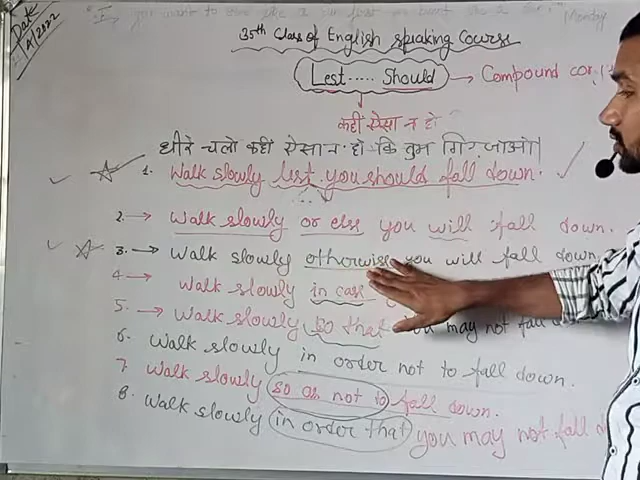 Date
/4/2022
Monday
35th Class of English speaking Course
Lest ..... Should → Compound
कहीं ऐसा न हो
धीरे चलो कहीं ऐसा न हो कि तुम गिर जाओ।
1. Walk slowly lest you should fall down.
2. → Walk slowly or else you will fall down.
3. → Walk slowly otherwise you will fall down.
4 → Walk slowly in case
5. → Walk slowly so that you may not fall
6. Walk slowly in order not to fall down.
7. Walk slowly so as not to fall down.
8. Walk slowly in order that you may not fall